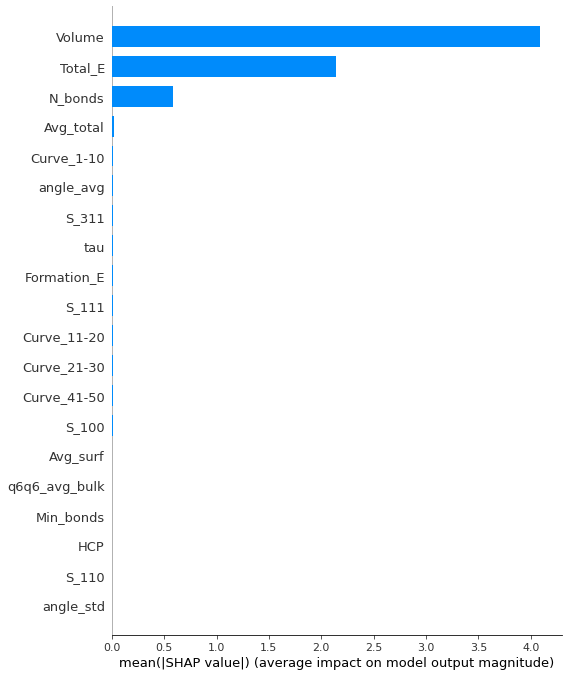 Volume
Total_E
N_bonds
Avg_total
Curve_1-10
angle_avg
S_311
tau
Formation_E
S_111
Curve_11-20
Curve_21-30
Curve_41-50
S_100
Avg_surf
q6q6_avg_bulk
Min_bonds
HCP
S_110
angle_std
0.0 0.5 1.0 1.5 2.0 2.5 3.0 3.5 4.0
mean(|SHAP value|) (average impact on model output magnitude)